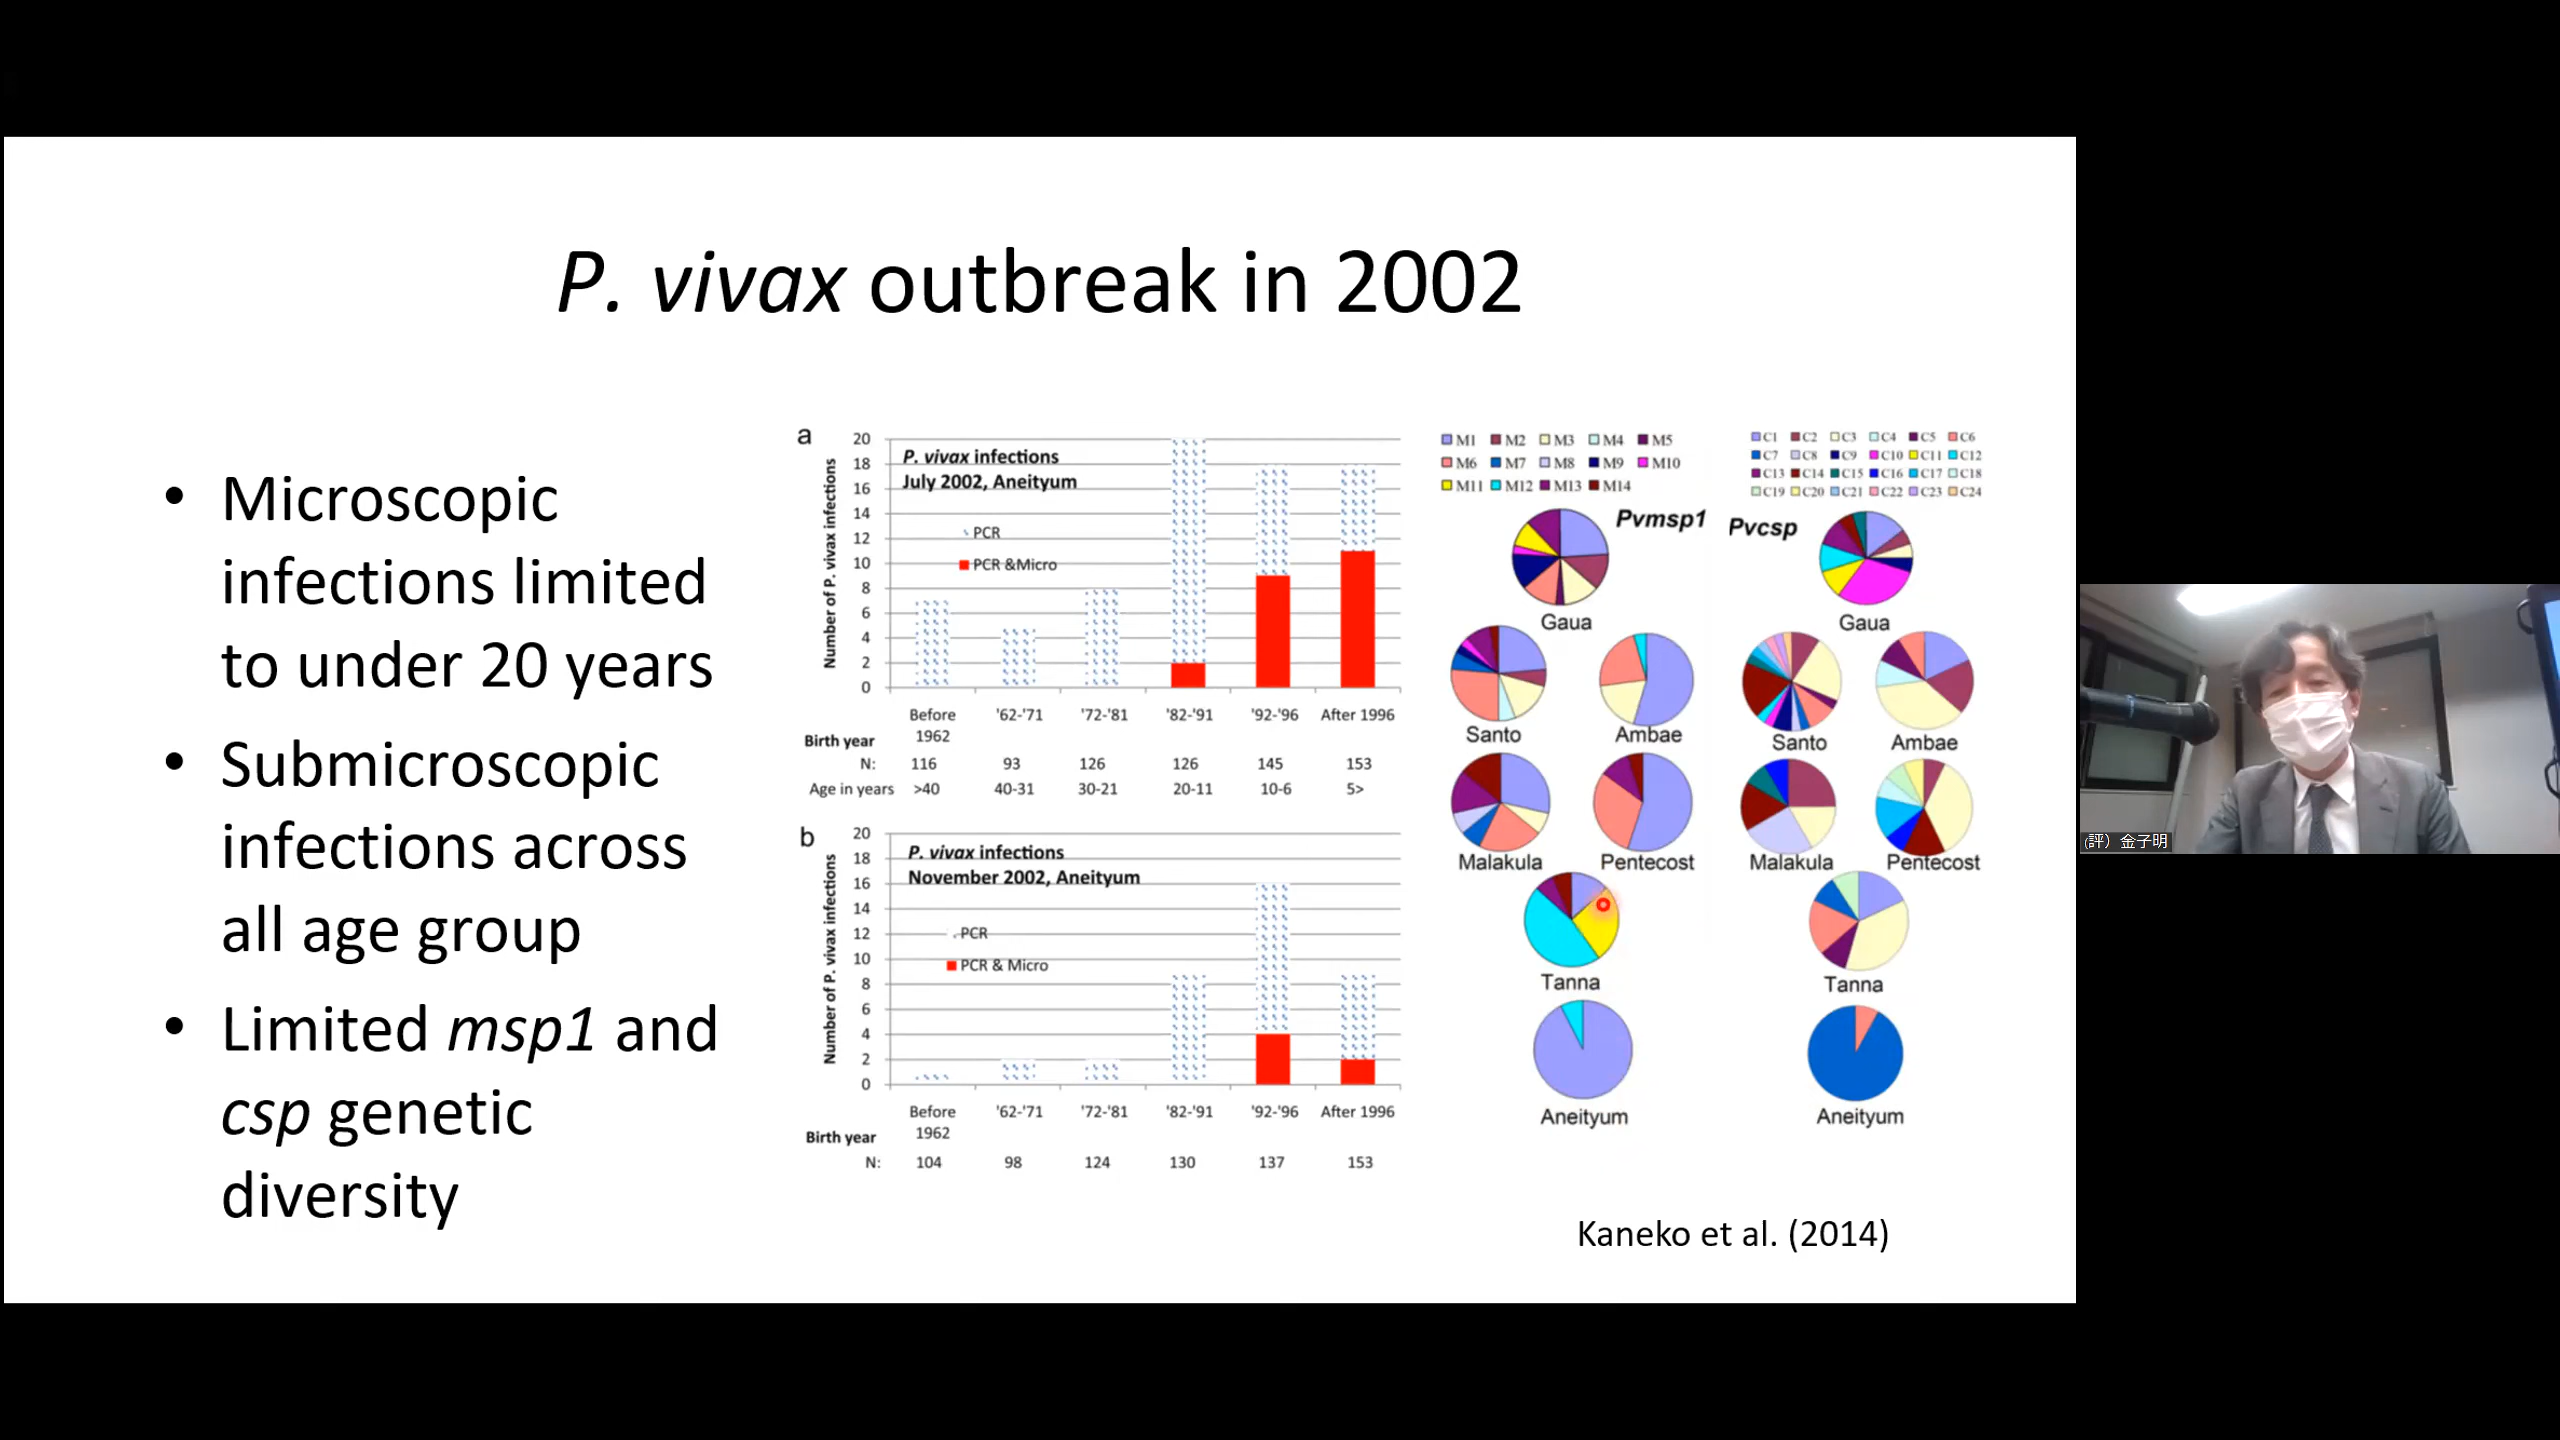 P. vivax outbreak in 2002
• Microscopic
infections limited
to under 20 years
• Submicroscopic
infections across
all age group
• Limited msp1 and
csp genetic
diversity
a
Number of P. vivax infections
20
18
16
14
12
10
8
6
4
2
0
P. vivax infections
July 2002, Aneityum
PCR
PCR &Micro
Before '62-'71 '72-'81 '82-'91 '92-'96 After 1996
1962
Birth year
N: 116 93 126 126 145 153
Age in years >40 40-31 30-21 20-11 10-6 5>
b
Number of P. vivax infections
20
18
16
14
12
10
8
6
4
2
0
P. vivax infections
November 2002, Aneityum
PCR
PCR & Micro
Before '62-'71 '72-'81 '82-'91 '92-'96 After 1996
1962
Birth year
N: 104 98 124 130 137 153
M1 M2 M3 M4 M5
M6 M7 M8 M9 M10
M11 M12 M13 M14
Pvmsp1
Gaua
Santo Ambae
Malakula Pentecost
Tanna
Aneityum
C1 C2 C3 C4 C5 C6
C7 C8 C9 C10 C11 C12
C13 C14 C15 C16 C17 C18
C19 C20 C21 C22 C23 C24
Pvcsp
Gaua
Santo Ambae
Malakula Pentecost
Tanna
Aneityum
Kaneko et al. (2014)
(評）金子明